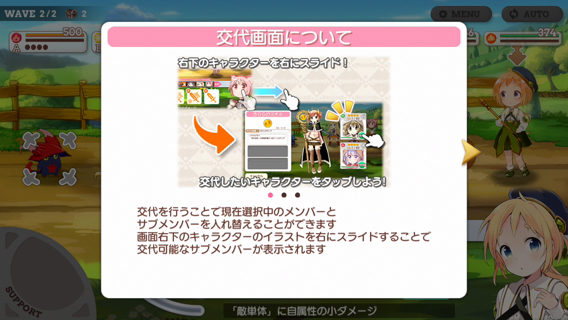 WAVE 2/2
2
MENU
AUTO
500
374
交代画面について
右下のキャラクターを右にスライド！
交代したいキャラクターをタップしよう！
交代を行うことで現在選択中のメンバーと
サブメンバーを入れ替えることができます
画面右下のキャラクターのイラストを右にスライドすることで
交代可能なサブメンバーが表示されます
SUPPORT
「敵単体」に自属性の小ダメージ